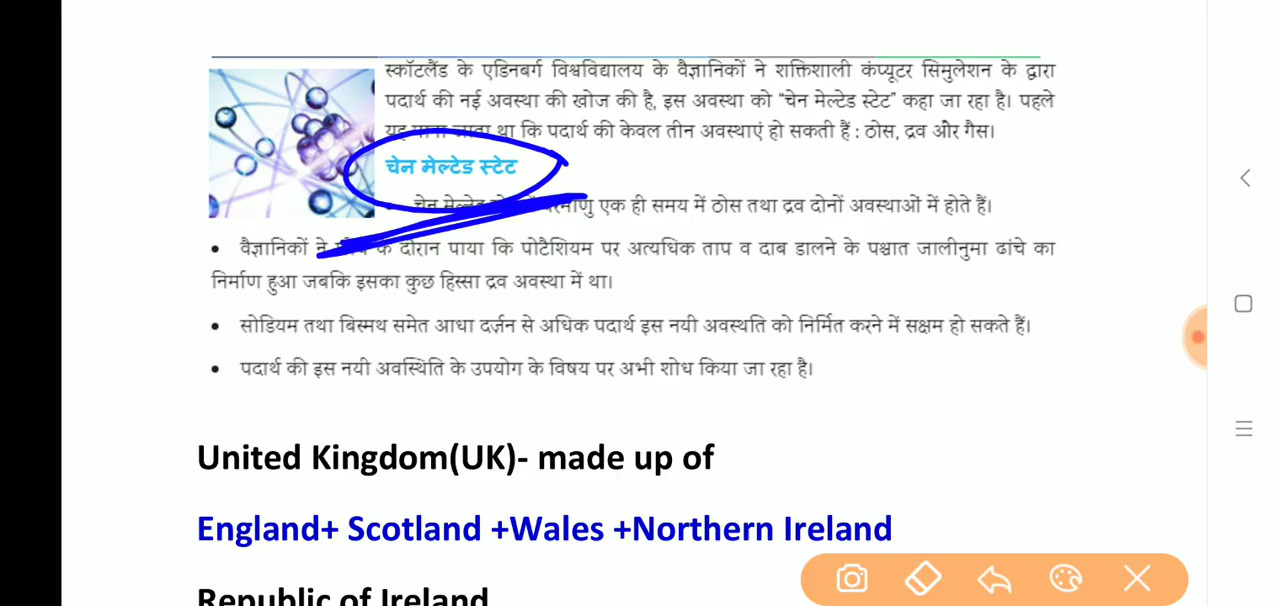 स्कॉटलैंड के एडिनबर्ग विश्वविद्यालय के वैज्ञानिकों ने शक्तिशाली कंप्यूटर सिमुलेशन के द्वारा
पदार्थ की नई अवस्था की खोज की है, इस अवस्था को "चेन मेल्टेड स्टेट" कहा जा रहा है। पहले
यह था कि पदार्थ की केवल तीन अवस्थाएं हो सकती हैं : ठोस, द्रव और गैस।
चेन मेल्टेड स्टेट
चेन मेल्टेड एक ही समय में ठोस तथा द्रव दोनों अवस्थाओं में होते हैं।
• वैज्ञानिकों ने के दौरान पाया कि पोटैशियम पर अत्यधिक ताप व दाब डालने के पश्चात जालीनुमा ढांचे का
निर्माण हुआ जबकि इसका कुछ हिस्सा द्रव अवस्था में था।
• सोडियम तथा बिस्मथ समेत आधा दर्ज़न से अधिक पदार्थ इस नयी अवस्थति को निर्मित करने में सक्षम हो सकते हैं।
• पदार्थ की इस नयी अवस्थिति के उपयोग के विषय पर अभी शोध किया जा रहा है।
United Kingdom(UK)- made up of
England+ Scotland +Wales +Northern Ireland
Republic of Ireland